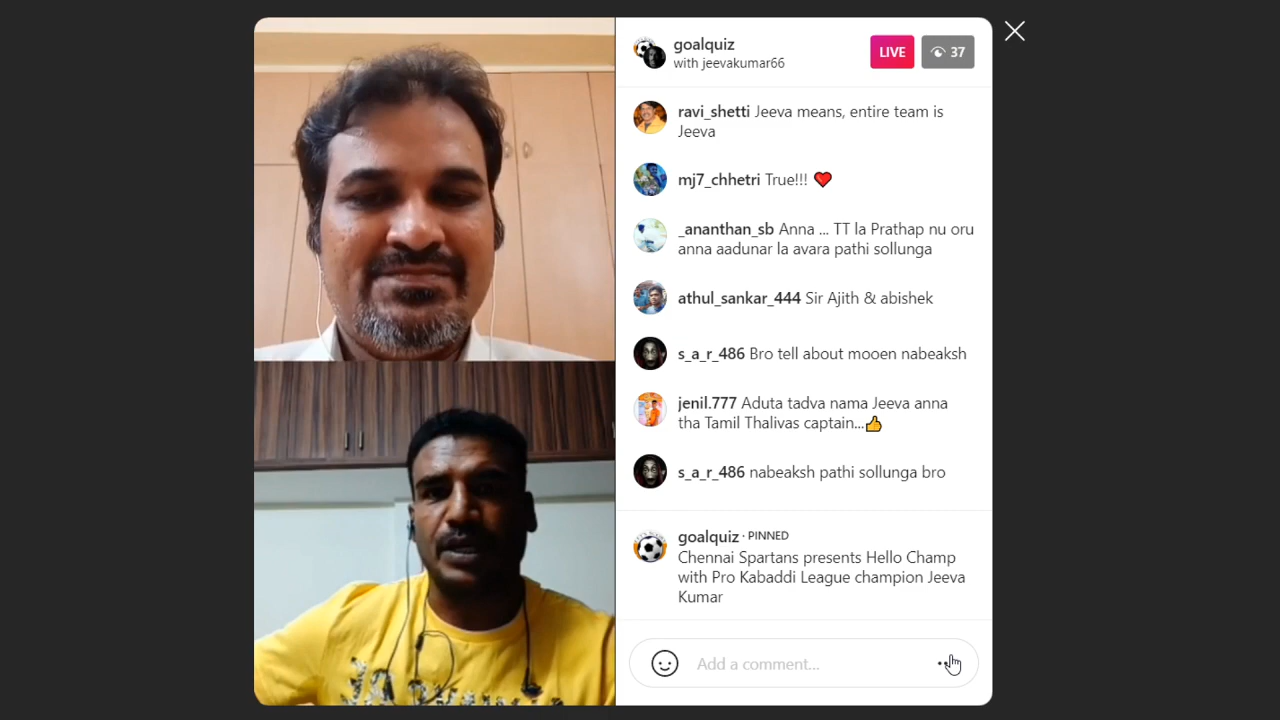 goalquiz
with jeevakumar66
LIVE
37
ravi_shetti Jeeva means, entire team is
Jeeva
mj7_chhetri True!!! ❤️
_ananthan_sb Anna ... TT la Prathap nu oru
anna aadunar la avara pathi sollunga
athul_sankar_444 Sir Ajith & abishek
s_a_r_486 Bro tell about mooen nabeaksh
jenil.777 Aduta tadva nama Jeeva anna
tha Tamil Thalivas captain...👍
s_a_r_486 nabeaksh pathi sollunga bro
goalquiz · PINNED
Chennai Spartans presents Hello Champ
with Pro Kabaddi League champion Jeeva
Kumar
Add a comment...